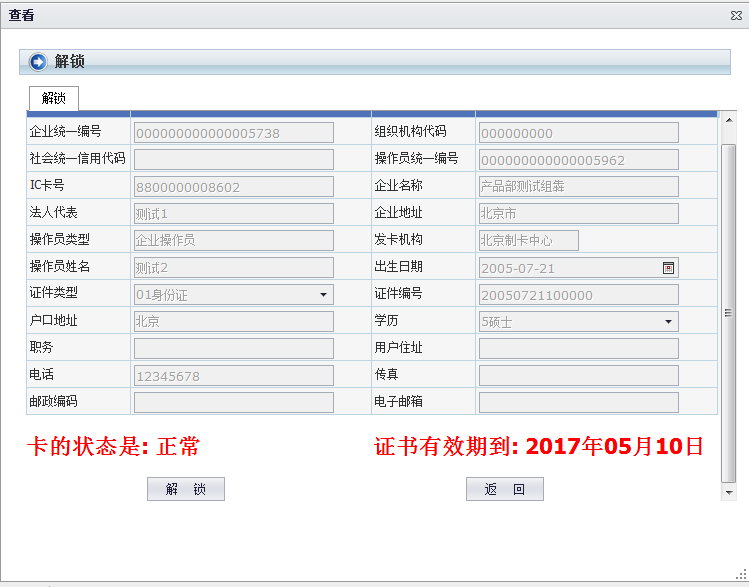 查看
解锁
解锁
企业统一编号 000000000000005738 组织机构代码 000000000
社会统一信用代码 操作员统一编号 000000000000005962
IC卡号 8800000008602 企业名称 产品部测试组犇
法人代表 测试1 企业地址 北京市
操作员类型 企业操作员 发卡机构 北京制卡中心
操作员姓名 测试2 出生日期 2005-07-21
证件类型 01身份证 证件编号 20050721100000
户口地址 北京 学历 5硕士
职务 用户住址
电话 12345678 传真
邮政编码 电子邮箱
卡的状态是: 正常 证书有效期到: 2017年05月10日
解 锁 返 回